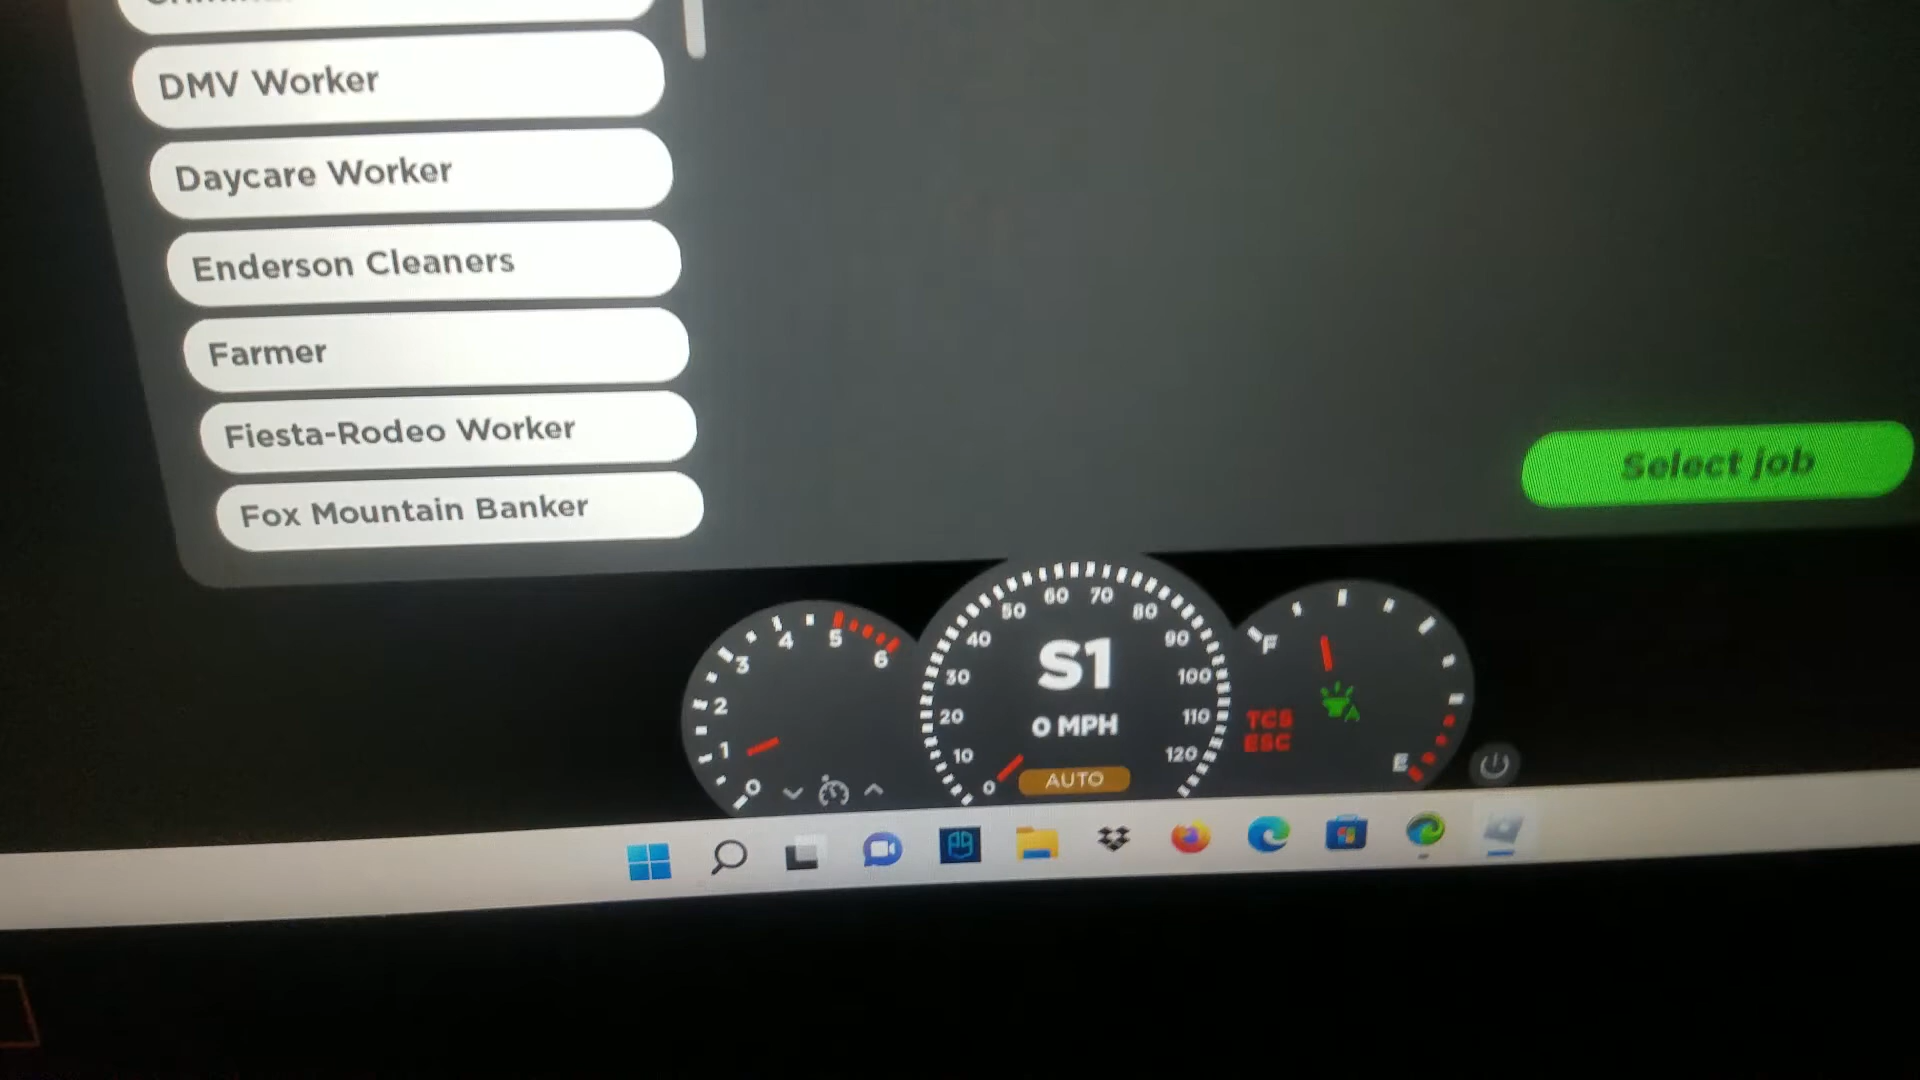 DMV Worker
Daycare Worker
Enderson Cleaners
Farmer
Fiesta-Rodeo Worker
Fox Mountain Banker
Select job
0
1
2
3
4
5
6
S1
0 MPH
AUTO
0
10
20
30
40
50
60
70
80
90
100
110
120
F
TCS
ESC
A
E